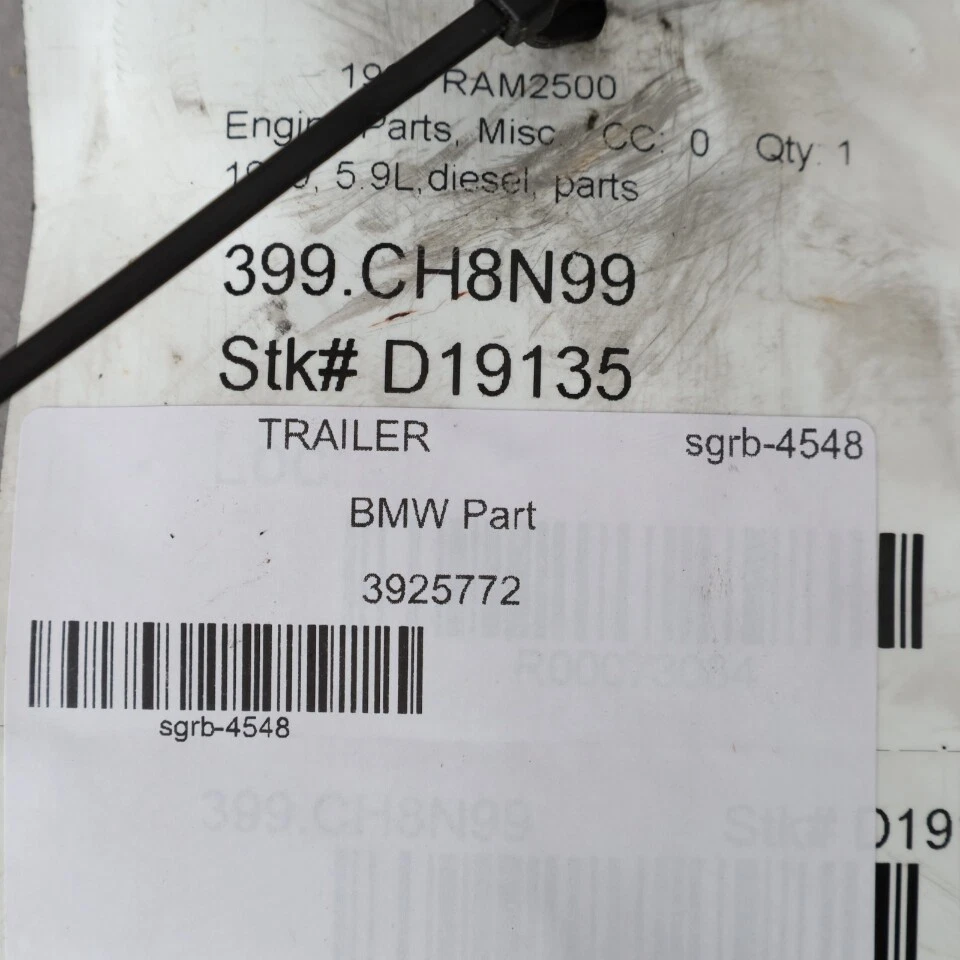 RAM2500
Parts, Misc CC: 0 Qty: 1
5.9L, diesel, parts
399.CH8N99
Stk# D19135
TRAILER sgrb-4548
BMW Part
3925772
sgrb-4548
399.CH8N99 Stk# D19